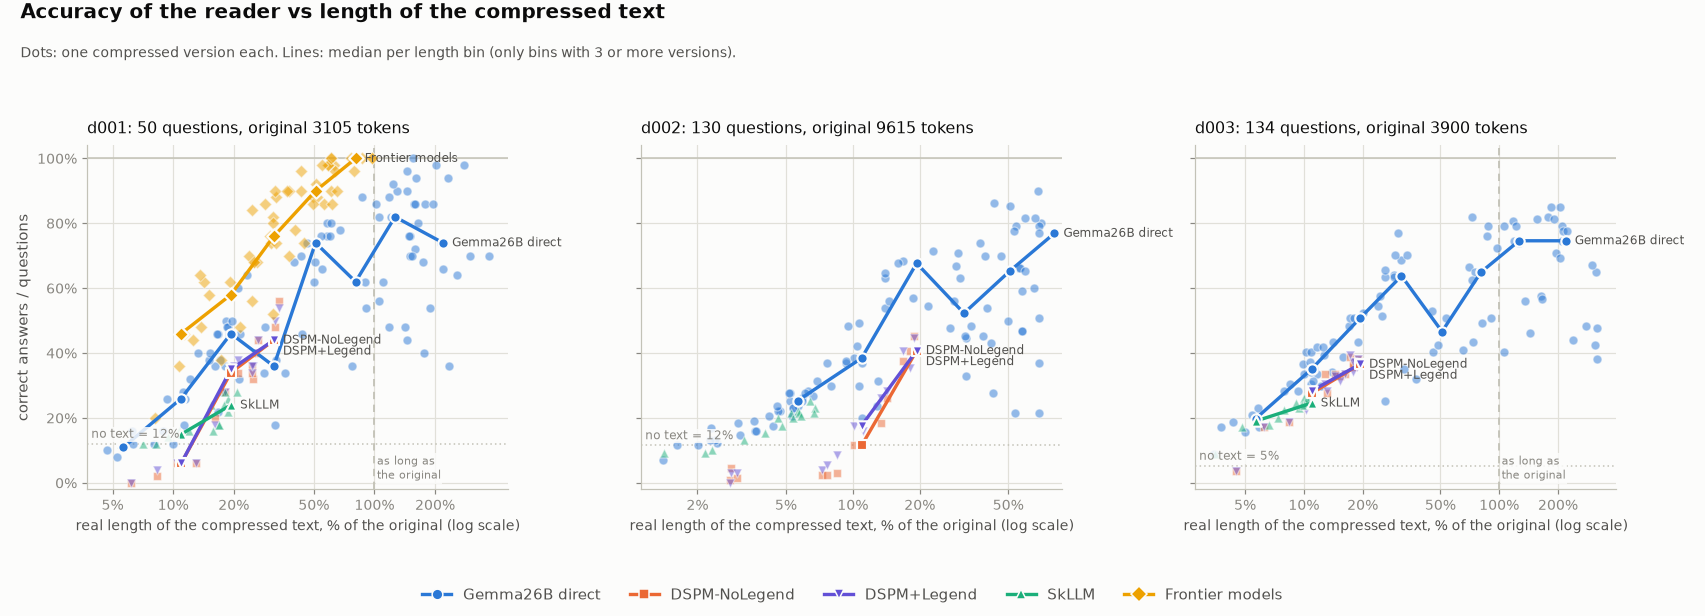 Accuracy of the reader vs length of the compressed text
Dots: one compressed version each. Lines: median per length bin (only bins with 3 or more versions).
d001: 50 questions, original 3105 tokens
correct answers / questions
100%
80%
60%
40%
20%
0%
Frontier models
Gemma26B direct
DSPM-NoLegend
DSPM+Legend
SkLLM
no text = 12%
as long as
the original
5%
10%
20%
50%
100%
200%
real length of the compressed text, % of the original (log scale)
d002: 130 questions, original 9615 tokens
Gemma26B direct
DSPM-NoLegend
DSPM+Legend
no text = 12%
2%
5%
10%
20%
50%
real length of the compressed text, % of the original (log scale)
d003: 134 questions, original 3900 tokens
Gemma26B direct
DSPM-NoLegend
DSPM+Legend
SkLLM
no text = 5%
as long as
the original
5%
10%
20%
50%
100%
200%
real length of the compressed text, % of the original (log scale)
Gemma26B direct
DSPM-NoLegend
DSPM+Legend
SkLLM
Frontier models